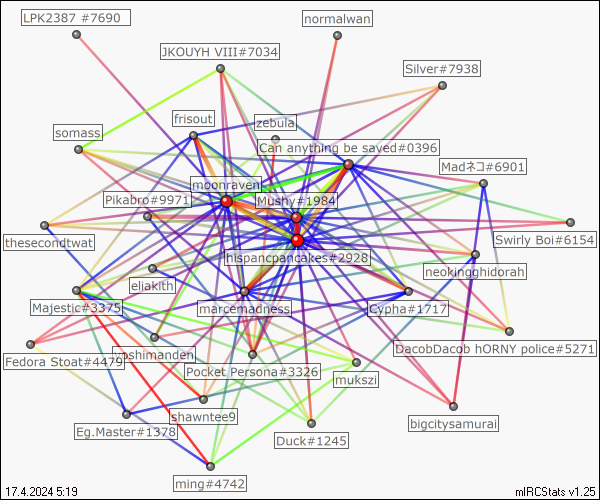 LPK2387 #7690
normalwan
JKOUYH VIII#7034
Silver#7938
frisout
zebula
somass
Can anything be saved#0396
Madネコ#6901
moonraven
Pikabro#9971
Mushy#1984
thesecondtwat
Swirly Boi#6154
hispancpancakes#2928
neokingghidorah
eliakith
Majestic#3375
marcemadness
Cypha#1717
DacobDacob hORNY police#5271
Fedora Stoat#4479
yoshimanden
Pocket Persona#3326
mukszi
shawntee9
bigcitysamurai
Eg.Master#1378
Duck#1245
ming#4742
17.4.2024 5:19
mIRCStats v1.25